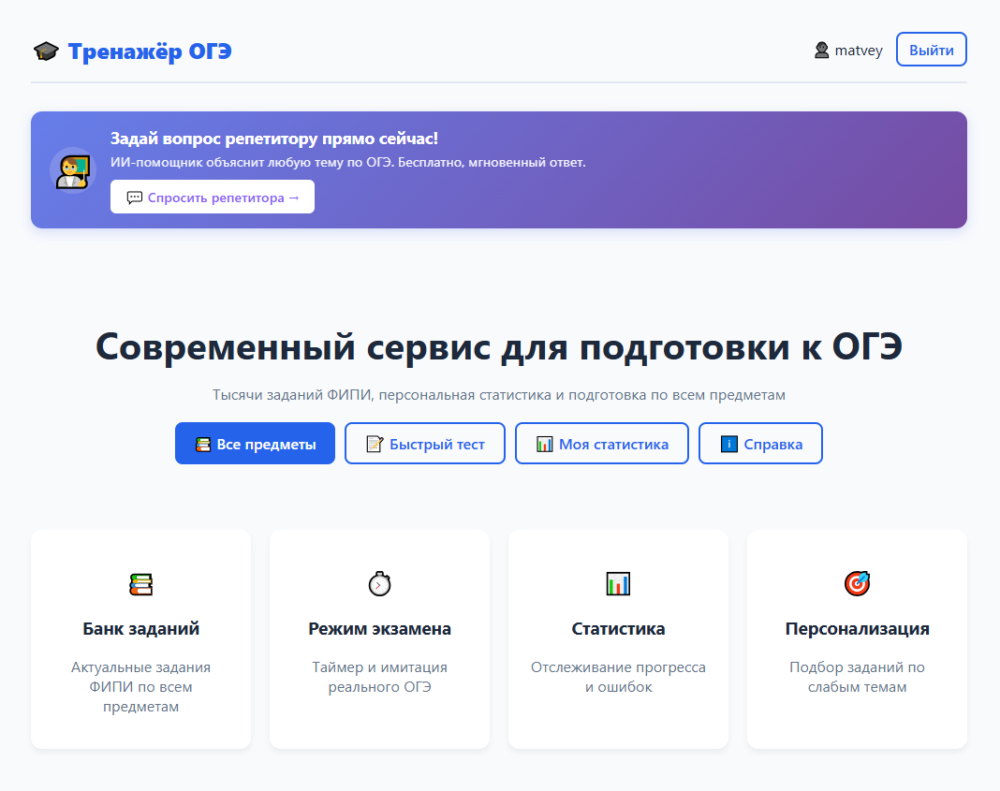 Тренажёр ОГЭ
matvey
Выйти
Задай вопрос репетитору прямо сейчас!
ИИ-помощник объяснит любую тему по ОГЭ. Бесплатно, мгновенный ответ.
Спросить репетитора →
Современный сервис для подготовки к ОГЭ
Тысячи заданий ФИПИ, персональная статистика и подготовка по всем предметам
Все предметы
Быстрый тест
Моя статистика
Справка
Банк заданий
Актуальные задания
ФИПИ по всем
предметам
Режим экзамена
Таймер и имитация
реального ОГЭ
Статистика
Отслеживание прогресса
и ошибок
Персонализация
Подбор заданий по
слабым темам